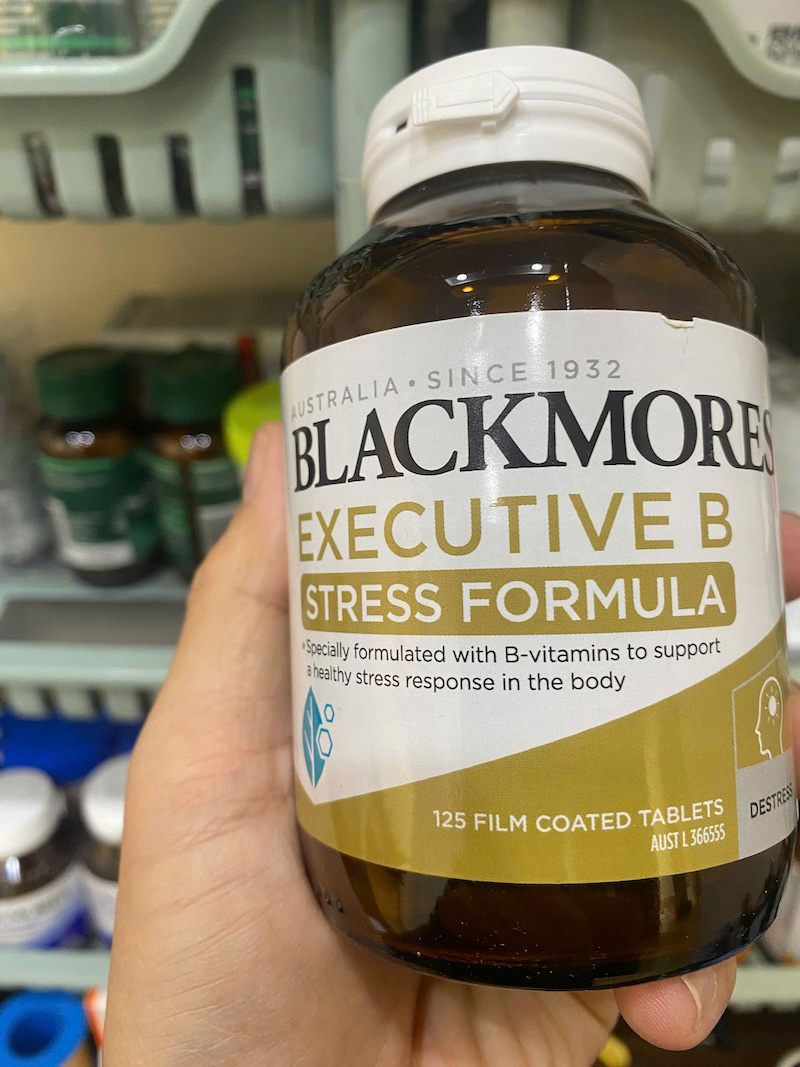 AUSTRALIA • SINCE 1932
BLACKMORES
EXECUTIVE B
STRESS FORMULA
• Specially formulated with B-vitamins to support
a healthy stress response in the body
125 FILM COATED TABLETS
AUST L 366555
DESTRESS